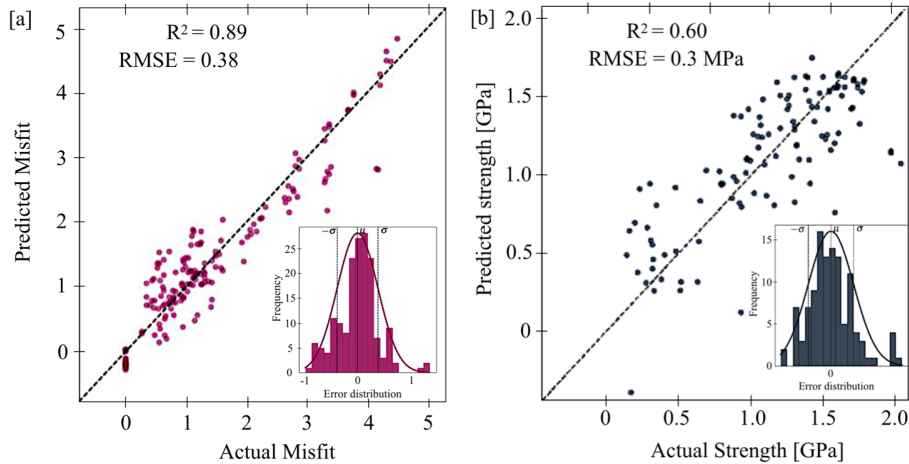 [a]
R² = 0.89
RMSE = 0.38
Predicted Misfit
5
4
3
2
1
0
0 1 2 3 4 5
Actual Misfit
-σ μ σ
Frequency
25
20
15
10
5
0
-1 0 1
Error distribution
[b]
R² = 0.60
RMSE = 0.3 MPa
Predicted strength [GPa]
2.0
1.5
1.0
0.5
0
0 0.5 1.0 1.5 2.0
Actual Strength [GPa]
-σ μ σ
Frequency
15
10
5
0
0
Error distribution